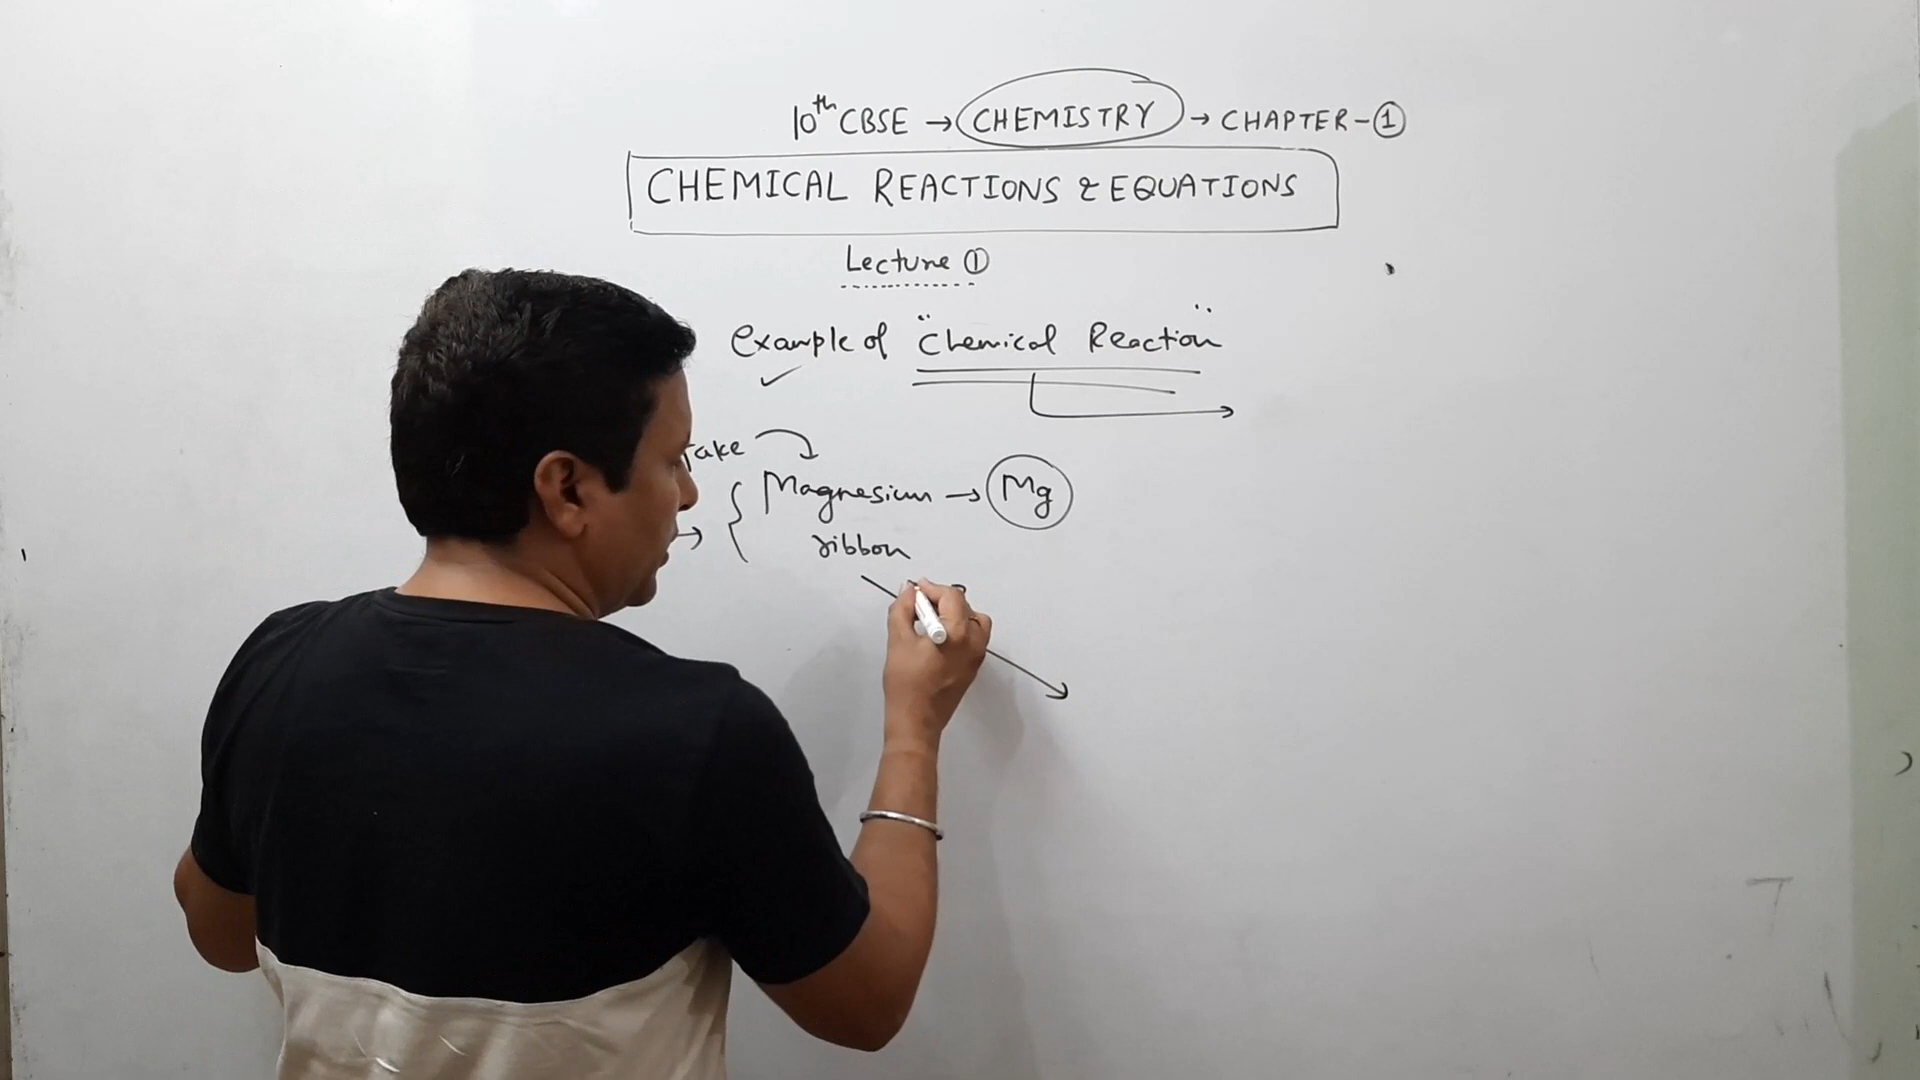 10th CBSE → CHEMISTRY → CHAPTER-①
CHEMICAL REACTIONS & EQUATIONS
Lecture ①
Example of "Chemical Reaction"
Take
Magnesium → Mg
ribbon